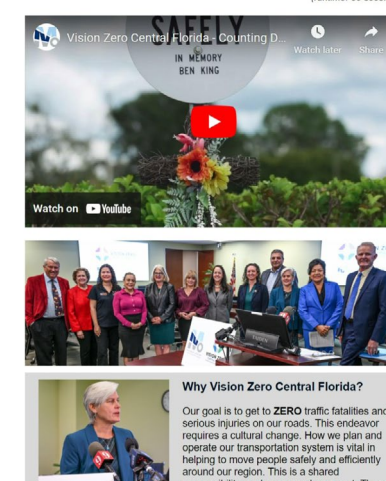 Vision Zero Central Florida - Counting D...
Watch later
Share
SAFELY
IN MEMORY
BEN KING
Watch on YouTube
Why Vision Zero Central Florida?
Our goal is to get to ZERO traffic fatalities and
serious injuries on our roads. This endeavor
requires a cultural change. How we plan and
operate our transportation system is vital in
helping to move people safely and efficiently
around our region. This is a shared